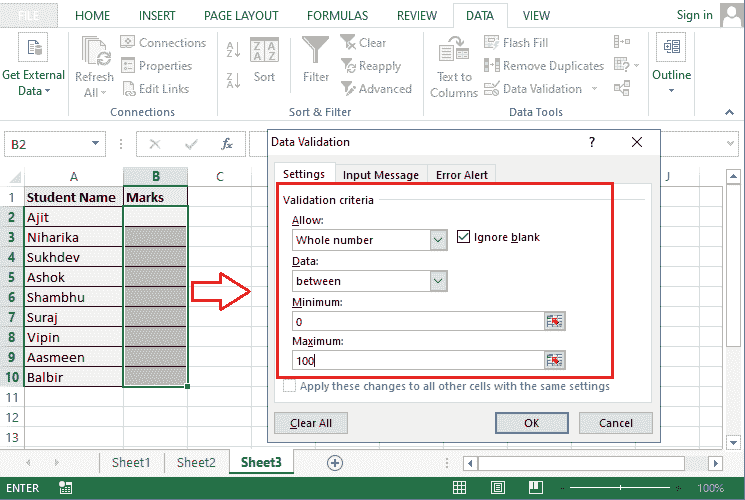 HOME INSERT PAGE LAYOUT FORMULAS REVIEW DATA VIEW Sign in
Get External Data
Refresh All
Connections
Properties
Edit Links
Connections
Sort
Filter
Clear
Reapply
Advanced
Sort & Filter
Text to Columns
Flash Fill
Remove Duplicates
Data Validation
Data Tools
Outline
B2
fx
A B C J
1 Student Name Marks
2 Ajit
3 Niharika
4 Sukhdev
5 Ashok
6 Shambhu
7 Suraj
8 Vipin
9 Aasmeen
10 Balbir
11
12
13
Data Validation ?
Settings Input Message Error Alert
Validation criteria
Allow:
Whole number Ignore blank
Data:
between
Minimum:
0
Maximum:
100
Apply these changes to all other cells with the same settings
Clear All OK Cancel
Sheet1 Sheet2 Sheet3
ENTER 100%